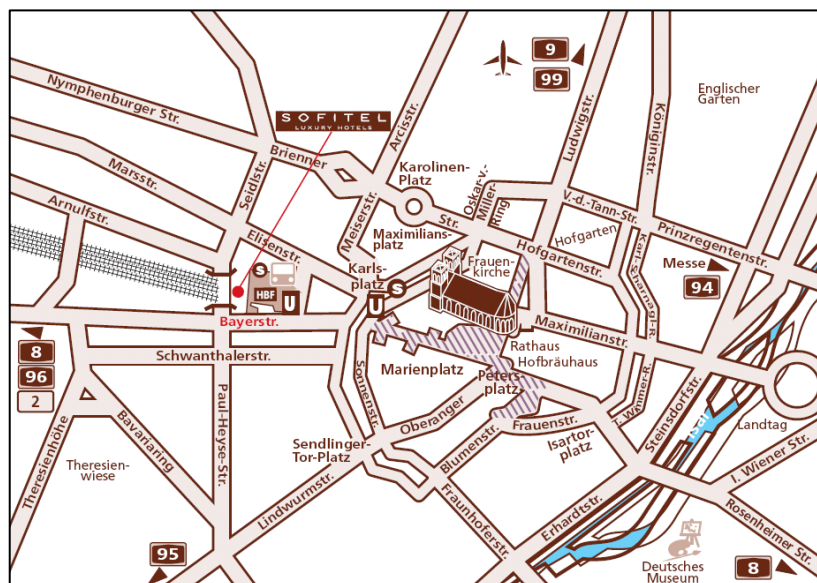 9
99
Englischer
Garten
Nymphenburger Str.
SOFITEL
LUXURY HOTELS
Arcisstr.
Ludwigstr.
Königinstr.
Brienner
Karolinen-
Platz
Marsstr.
Seidlstr.
Oskar-v.-
Miller-
Ring
V.-d.-Tann-Str.
Arnulfstr.
Meiserstr.
Str.
Prinzregentenstr.
Maximilians-
platz
Hofgarten
Elisenstr.
Hofgartenstr.
Karl-Scharnagl-R.
Karls-
platz
Frauen-
kirche
Messe
94
S
HBF
U
U
S
Bayerstr.
Maximilianstr.
8
96
2
Schwanthalerstr.
Rathaus
Hofbräuhaus
Marienplatz
Peters-
platz
Sonnenstr.
Paul-Heyse-Str.
T. Wimmer-R.
Steinsdorfstr.
Isar
Landtag
Theresienhöhe
Bavariaring
Oberanger
Frauenstr.
Isartor-
platz
Sendlinger-
Tor-Platz
Blumenstr.
Theresien-
wiese
I. Wiener Str.
Lindwurmstr.
Fraunhoferstr.
Erhardtstr.
Rosenheimer Str.
95
Deutsches
Museum
8